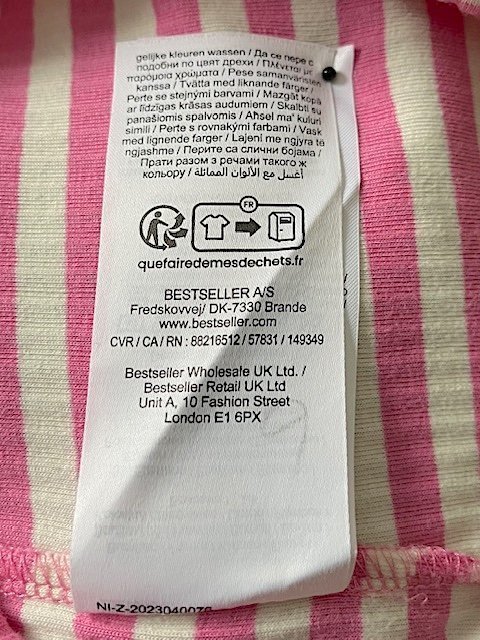 gelijke kleuren wassen / Да се пере с
подобни по цвят дрехи / Πλένεται με
παρόμοια χρώματα / Pese samanväristen
kanssa / Tvätta med liknande färger /
Perte se stejnými barvami / Mazgāt kopā
ar līdzīgas krāsas audumiem / Skalbti su
panašiomis spalvomis / Aħsel ma' kuluri
simili / Perte s rovnakými farbami / Vask
med lignende farger / Lajeni me ngjyra të
ngjashme / Перита са слични бојама /
Прати разом з речами такого ж
кольору / اغسل مع الألوان المماثلة
FR
quefairedemesdechets.fr
BESTSELLER A/S
Fredskovvej/ DK-7330 Brande
www.bestseller.com
CVR / CA / RN : 88216512 / 57831 / 149349
Bestseller Wholesale UK Ltd. /
Bestseller Retail UK Ltd
Unit A, 10 Fashion Street
London E1 6PX